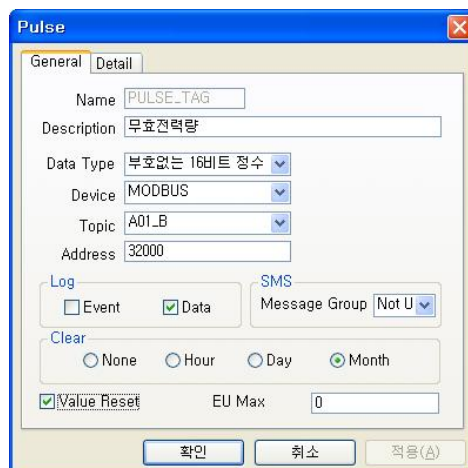 Pulse
General Detail
Name PULSE_TAG
Description 무효전력량
Data Type 부호없는 16비트 정수
Device MODBUS
Topic A01_B
Address 32000
Log SMS
Event Data Message Group Not U
Clear
None Hour Day Month
Value Reset EU Max 0
확인 취소 적용(A)